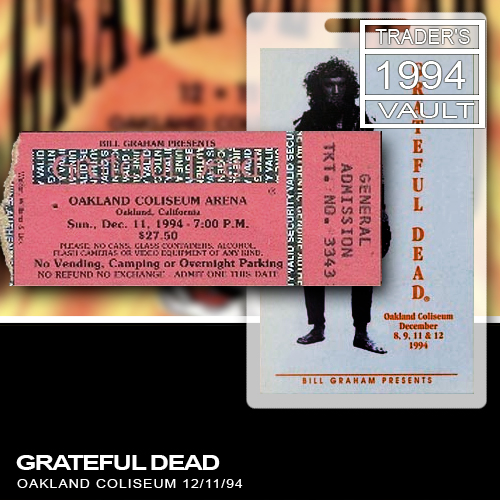 TRADER'S
1994
VAULT
GRATEFUL DEAD®
BILL GRAHAM PRESENTS
OAKLAND COLISEUM ARENA
Oakland, California
Sun., Dec. 11, 1994 - 7:00 P.M.
$27.50
PLEASE, NO CANS, GLASS CONTAINERS, ALCOHOL,
FLASH CAMERAS OR VIDEO EQUIPMENT OF ANY KIND.
No Vending, Camping or Overnight Parking
NO REFUND NO EXCHANGE - ADMIT ONE THIS DATE
GENERAL
ADMISSION
TKT. NO. 3343
Oakland Coliseum
December
8, 9, 11 & 12
1994
BILL GRAHAM PRESENTS
GRATEFUL DEAD
OAKLAND COLISEUM 12/11/94